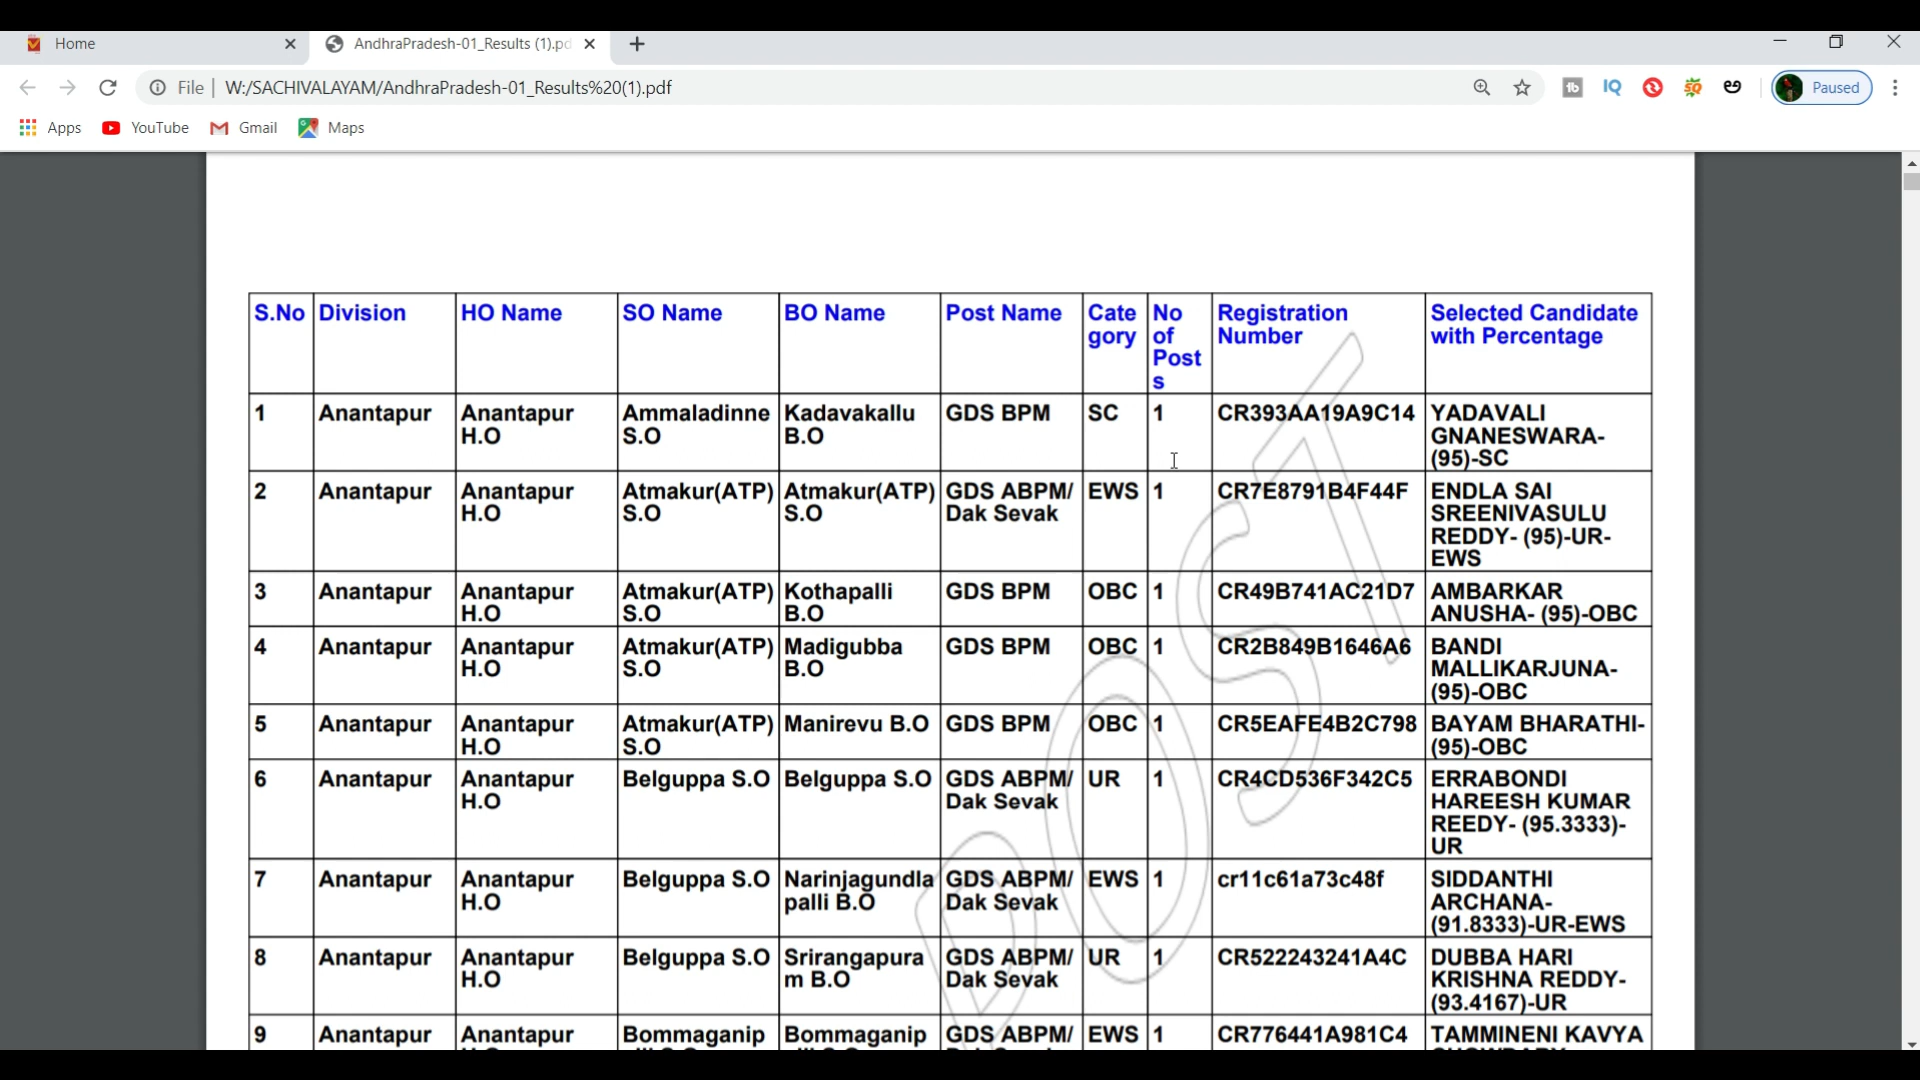 Home
AndhraPradesh-01_Results (1).pd
File | W:/SACHIVALAYAM/AndhraPradesh-01_Results%20(1).pdf
IQ
Paused
Apps YouTube Gmail Maps
S.No Division HO Name SO Name BO Name Post Name Cate No Registration Selected Candidate
gory of Number with Percentage
Post
s
1 Anantapur Anantapur Ammaladinne Kadavakallu GDS BPM SC 1 CR393AA19A9C14 YADAVALI
H.O S.O B.O GNANESWARA-
(95)-SC
2 Anantapur Anantapur Atmakur(ATP) Atmakur(ATP) GDS ABPM/ EWS 1 CR7E8791B4F44F ENDLA SAI
H.O S.O S.O Dak Sevak SREENIVASULU
REDDY- (95)-UR-
EWS
3 Anantapur Anantapur Atmakur(ATP) Kothapalli GDS BPM OBC 1 CR49B741AC21D7 AMBARKAR
H.O S.O B.O ANUSHA- (95)-OBC
4 Anantapur Anantapur Atmakur(ATP) Madigubba GDS BPM OBC 1 CR2B849B1646A6 BANDI
H.O S.O B.O MALLIKARJUNA-
(95)-OBC
5 Anantapur Anantapur Atmakur(ATP) Manirevu B.O GDS BPM OBC 1 CR5EAFE4B2C798 BAYAM BHARATHI-
H.O S.O (95)-OBC
6 Anantapur Anantapur Belguppa S.O Belguppa S.O GDS ABPM/ UR 1 CR4CD536F342C5 ERRABONDI
H.O Dak Sevak HAREESH KUMAR
REEDY- (95.3333)-
UR
7 Anantapur Anantapur Belguppa S.O Narinjagundla GDS ABPM/ EWS 1 cr11c61a73c48f SIDDANTHI
H.O palli B.O Dak Sevak ARCHANA-
(91.8333)-UR-EWS
8 Anantapur Anantapur Belguppa S.O Srirangapura GDS ABPM/ UR 1 CR522243241A4C DUBBA HARI
H.O m B.O Dak Sevak KRISHNA REDDY-
(93.4167)-UR
9 Anantapur Anantapur Bommaganip Bommaganip GDS ABPM/ EWS 1 CR776441A981C4 TAMMINENI KAVYA
POST